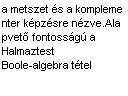 a metszet és a kompleme
nter képzésre nézve.Ala
pvető fontosságú a
Halmaztest
Boole-algebra tétel